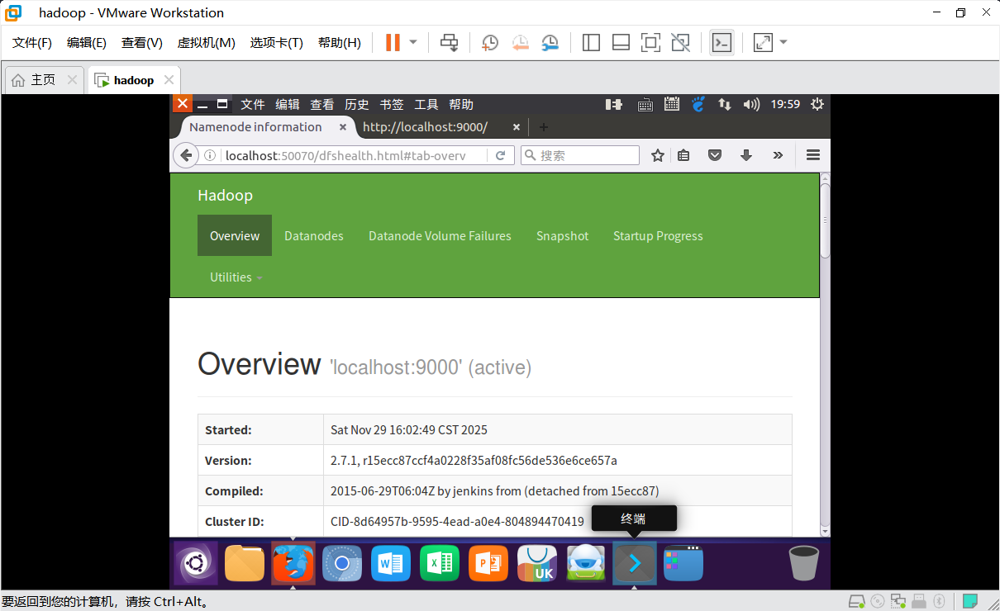 hadoop - VMware Workstation
文件(F) 编辑(E) 查看(V) 虚拟机(M) 选项卡(T) 帮助(H)
主页 hadoop
文件 编辑 查看 历史 书签 工具 帮助 19:59
Namenode information http://localhost:9000/
localhost:50070/dfshealth.html#tab-overv 搜索
Hadoop
Overview Datanodes Datanode Volume Failures Snapshot Startup Progress
Utilities
Overview 'localhost:9000' (active)
Started: Sat Nov 29 16:02:49 CST 2025
Version: 2.7.1, r15ecc87ccf4a0228f35af08fc56de536e6ce657a
Compiled: 2015-06-29T06:04Z by jenkins from (detached from 15ecc87)
Cluster ID: CID-8d64957b-9595-4ead-a0e4-804894470419
终端
W X P UK
要返回到您的计算机，请按 Ctrl+Alt。